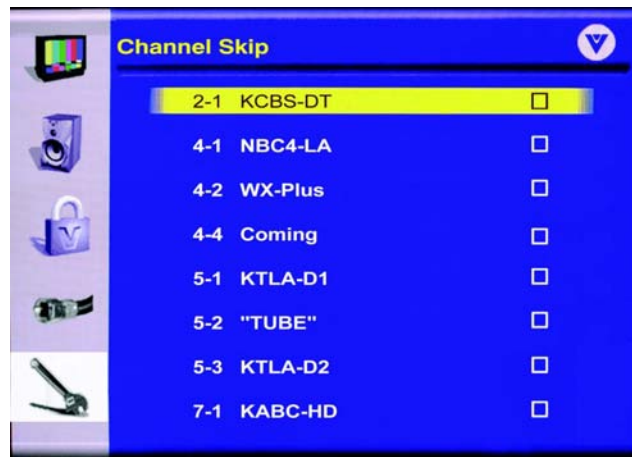 Channel Skip
V
2-1 KCBS-DT
4-1 NBC4-LA
4-2 WX-Plus
4-4 Coming
5-1 KTLA-D1
5-2 "TUBE"
5-3 KTLA-D2
7-1 KABC-HD
V